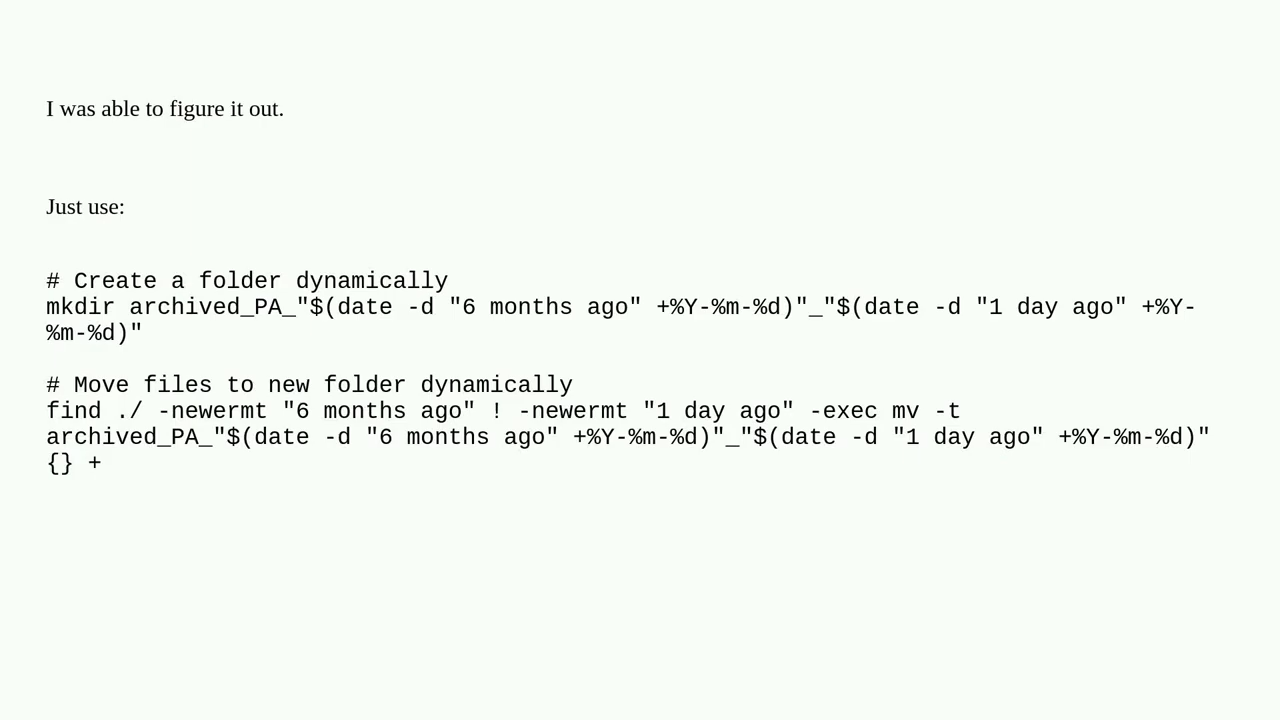 I was able to figure it out.
Just use:
# Create a folder dynamically
mkdir archived_PA_"$(date -d "6 months ago" +%Y-%m-%d)"_"$(date -d "1 day ago" +%Y-
%m-%d)"
# Move files to new folder dynamically
find ./ -newermt "6 months ago" ! -newermt "1 day ago" -exec mv -t
archived_PA_"$(date -d "6 months ago" +%Y-%m-%d)"_"$(date -d "1 day ago" +%Y-%m-%d)"
{} +